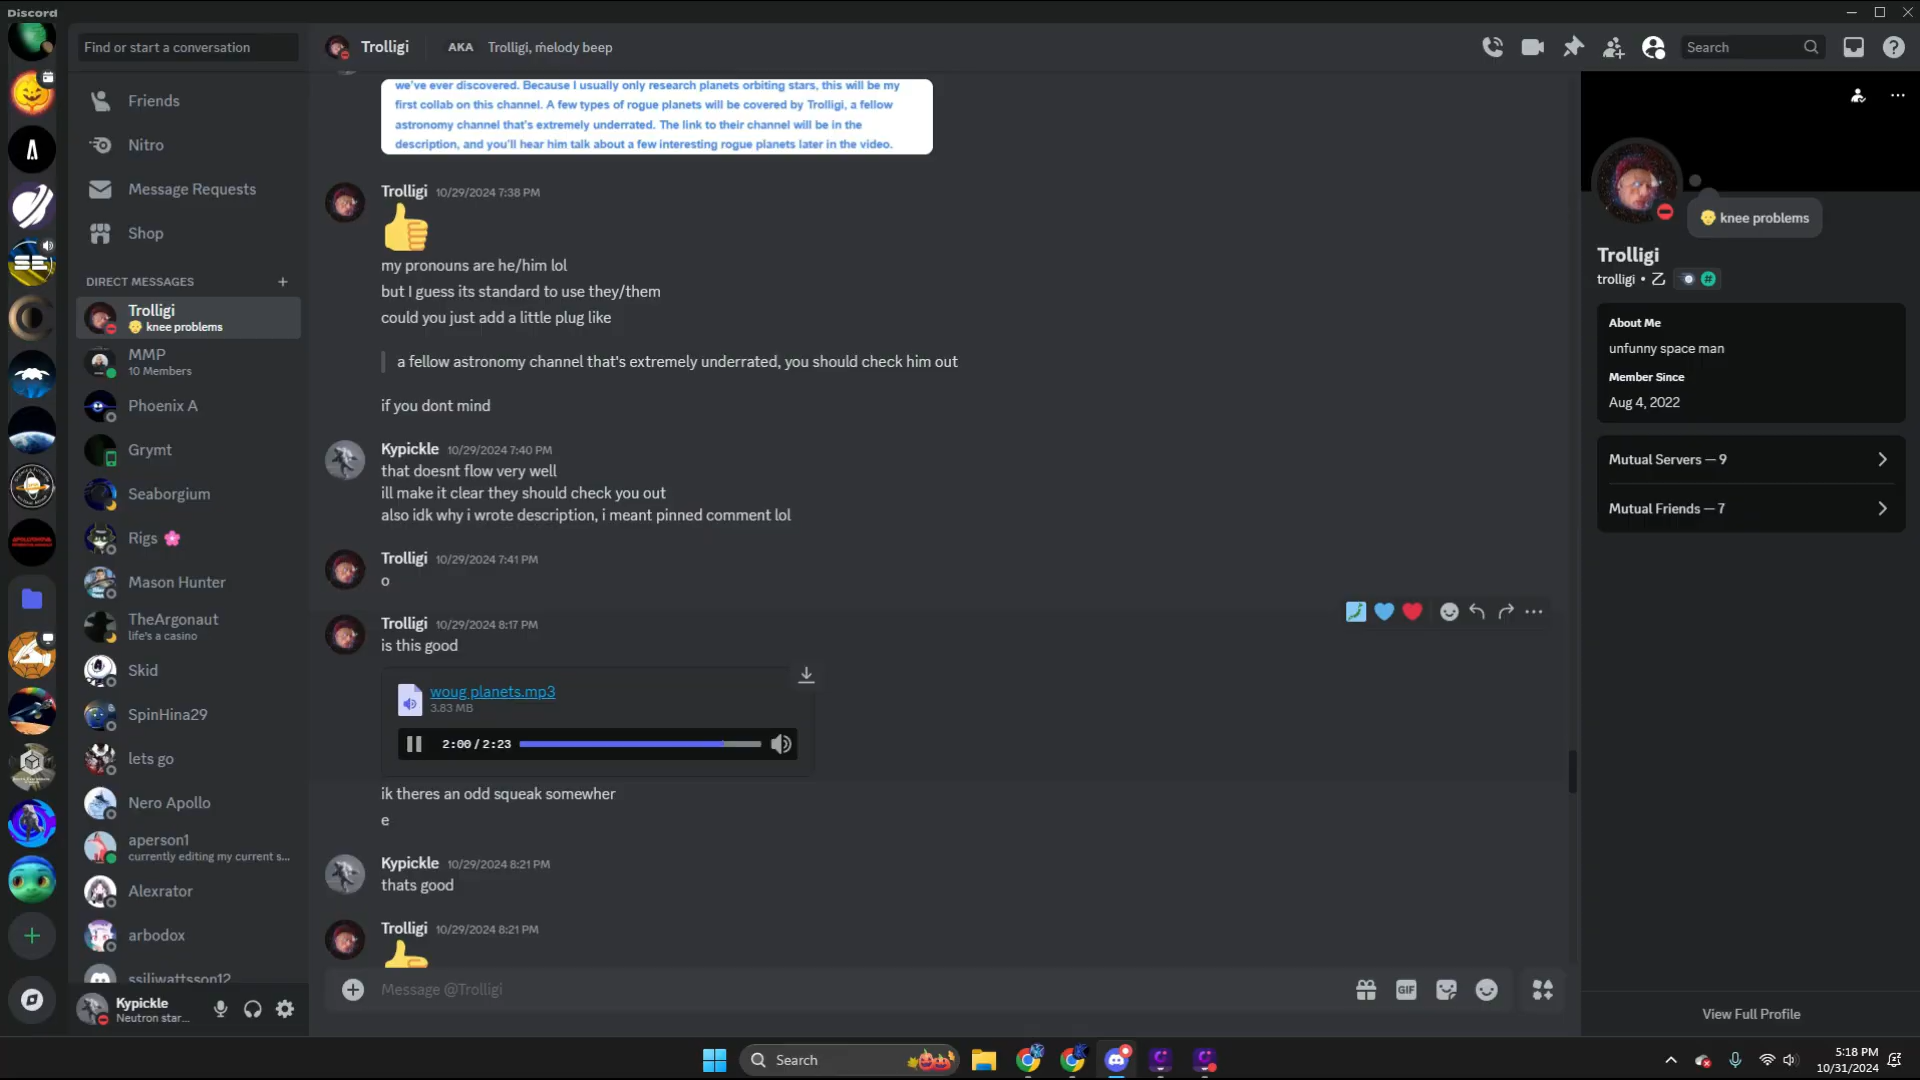 Discord
Find or start a conversation
Friends
Nitro
Message Requests
Shop
DIRECT MESSAGES
Trolligi
knee problems
MMP
10 Members
Phoenix A
Grymt
Seaborgium
Rigs
Mason Hunter
TheArgonaut
life's a casino
Skid
SpinHina29
lets go
Nero Apollo
aperson1
currently editing my current s...
Alexrator
arbodox
ssiliwattsson12
Kypickle
Neutron star...
Trolligi
AKA
Trolligi, melody beep
Search
we've ever discovered. Because I usually only research planets orbiting stars, this will be my
first collab on this channel. A few types of rogue planets will be covered by Trolligi, a fellow
astronomy channel that's extremely underrated. The link to their channel will be in the
description, and you'll hear him talk about a few interesting rogue planets later in the video.
Trolligi 10/29/2024 7:38 PM
my pronouns are he/him lol
but I guess its standard to use they/them
could you just add a little plug like
a fellow astronomy channel that's extremely underrated, you should check him out
if you dont mind
Kypickle 10/29/2024 7:40 PM
that doesnt flow very well
ill make it clear they should check you out
also idk why i wrote description, i meant pinned comment lol
Trolligi 10/29/2024 7:41 PM
o
Trolligi 10/29/2024 8:17 PM
is this good
woug planets.mp3
3.83 MB
2:00 / 2:23
ik theres an odd squeak somewher
e
Kypickle 10/29/2024 8:21 PM
thats good
Trolligi 10/29/2024 8:21 PM
Message @Trolligi
GIF
knee problems
Trolligi
trolligi •
About Me
unfunny space man
Member Since
Aug 4, 2022
Mutual Servers — 9
Mutual Friends — 7
View Full Profile
Search
5:18 PM
10/31/2024